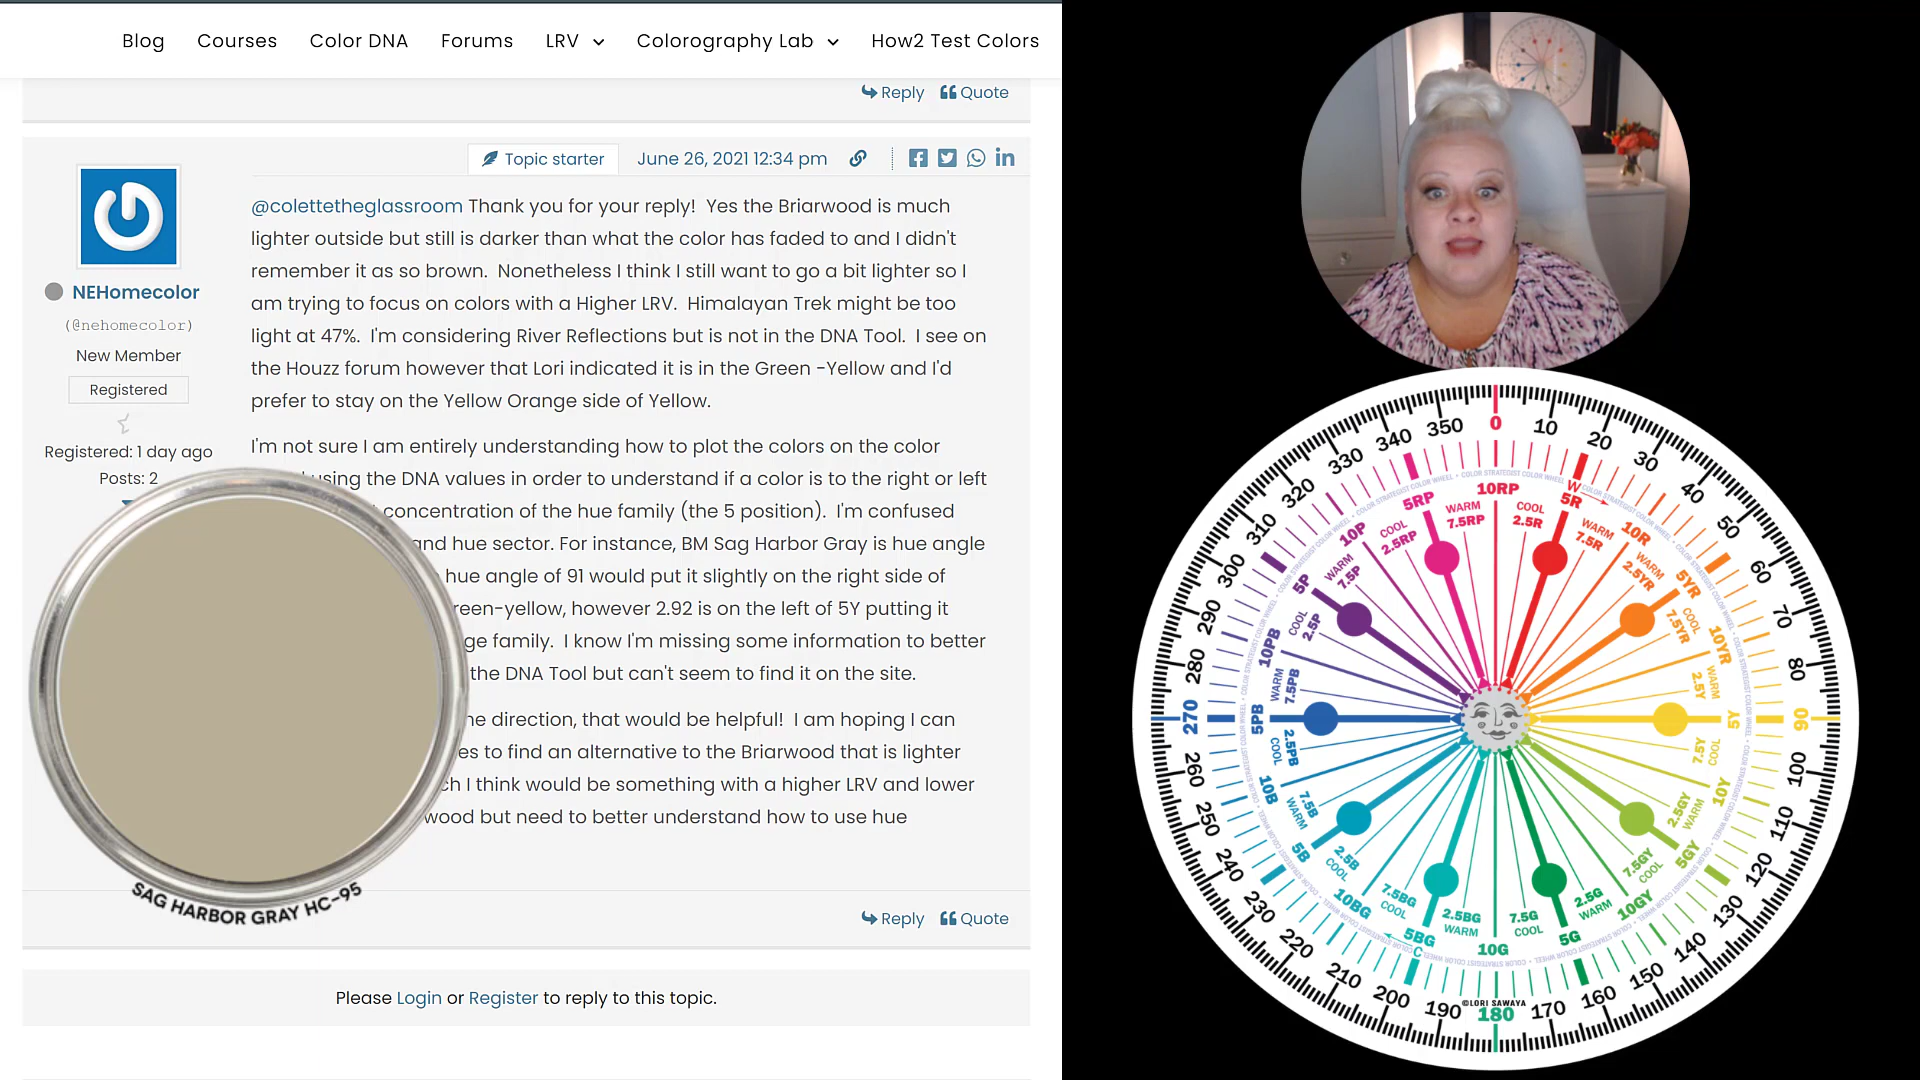 Blog Courses Color DNA Forums LRV Colorography Lab How2 Test Colors
Reply Quote
Topic starter June 26, 2021 12:34 pm
@colettetheglassroom Thank you for your reply! Yes the Briarwood is much
lighter outside but still is darker than what the color has faded to and I didn't
remember it as so brown. Nonetheless I think I still want to go a bit lighter so I
am trying to focus on colors with a Higher LRV. Himalayan Trek might be too
light at 47%. I'm considering River Reflections but is not in the DNA Tool. I see on
the Houzz forum however that Lori indicated it is in the Green -Yellow and I'd
prefer to stay on the Yellow Orange side of Yellow.
NEHomecolor
(@nehomecolor)
New Member
Registered
Registered: 1 day ago
Posts: 2
I'm not sure I am entirely understanding how to plot the colors on the color
using the DNA values in order to understand if a color is to the right or left
concentration of the hue family (the 5 position). I'm confused
and hue sector. For instance, BM Sag Harbor Gray is hue angle
hue angle of 91 would put it slightly on the right side of
reen-yellow, however 2.92 is on the left of 5Y putting it
ge family. I know I'm missing some information to better
the DNA Tool but can't seem to find it on the site.
ne direction, that would be helpful! I am hoping I can
es to find an alternative to the Briarwood that is lighter
ch I think would be something with a higher LRV and lower
wood but need to better understand how to use hue
SAG HARBOR GRAY HC-95
Reply Quote
Please Login or Register to reply to this topic.
0 10 20 30 40 50 60 70 80 90 100 110 120 130 140 150 160 170 180 190 200 210 220 230 240 250 260 270 280 290 300 310 320 330 340 350
10RP
COOL 2.5R
W
5R
WARM 7.5R
10R
WARM 2.5YR
5YR
COOL 7.5YR
10YR
WARM 2.5Y
5Y
7.5Y COOL
10Y
2.5GY WARM
5GY
7.5GY COOL
10GY
2.5G WARM
5G
7.5G COOL
10G
2.5BG WARM
5BG
C
7.5BG COOL
10BG
2.5B COOL
5B
7.5B WARM
10B
2.5PB COOL
5PB
WARM 7.5PB
10PB
COOL 2.5P
5P
WARM 7.5P
10P
COOL 2.5RP
5RP
WARM 7.5RP
COLOR STRATEGIST COLOR WHEEL
©LORI SAWAYA